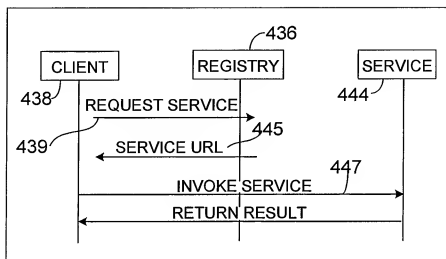 436
CLIENT
REGISTRY
SERVICE
438
444
REQUEST SERVICE
439
445
SERVICE URL
447
INVOKE SERVICE
RETURN RESULT